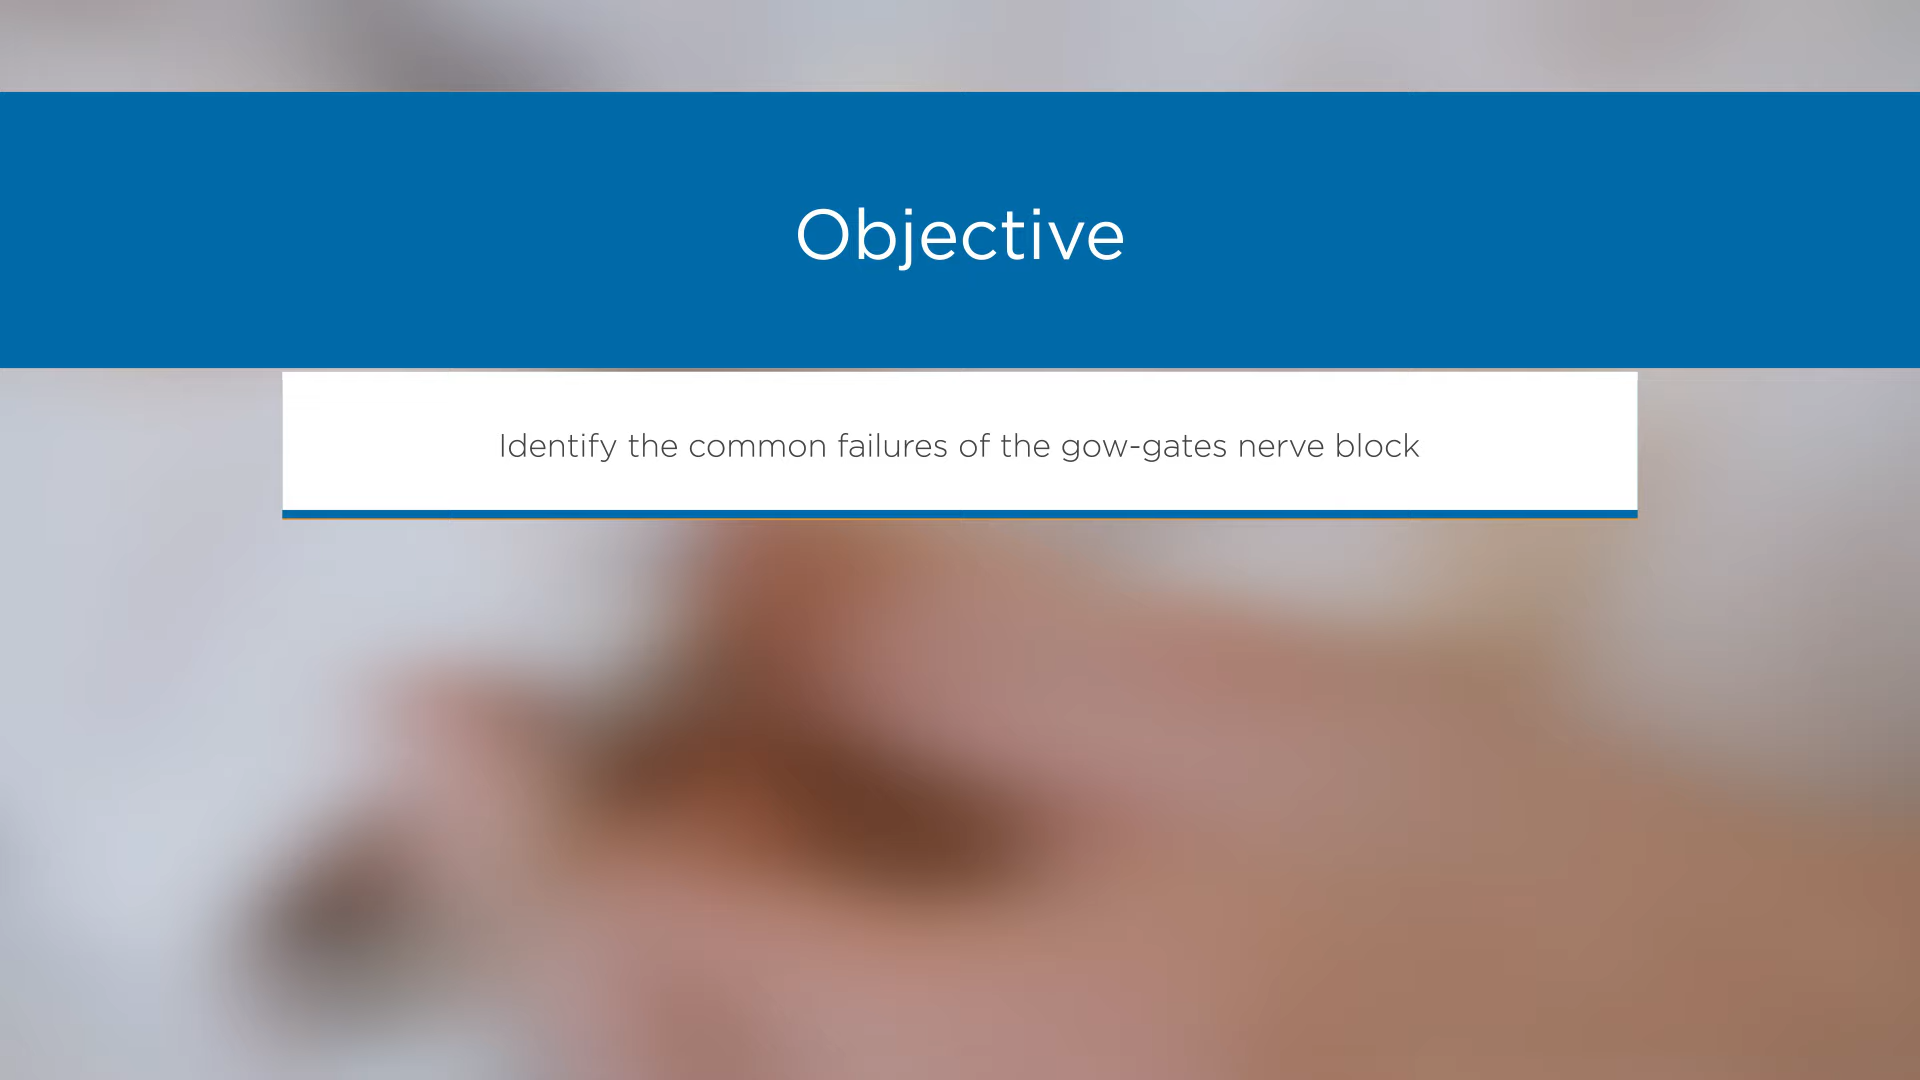 Objective
Identify the common failures of the gow-gates nerve block